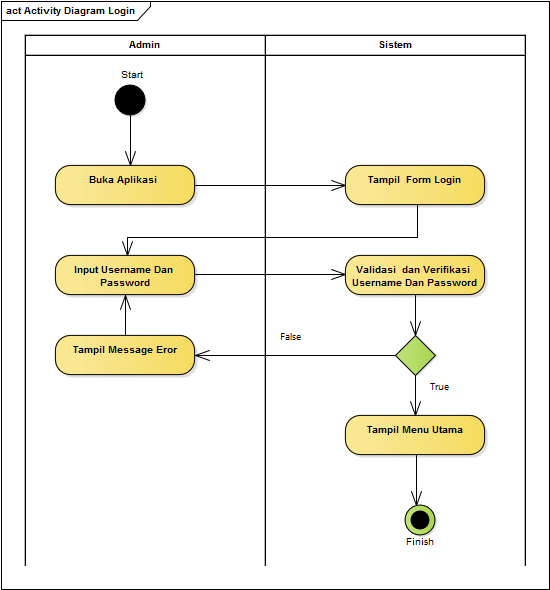 act Activity Diagram Login
Admin
Sistem
Start
Buka Aplikasi
Tampil Form Login
Input Username Dan
Password
Validasi dan Verifikasi
Username Dan Password
False
Tampil Message Eror
True
Tampil Menu Utama
Finish